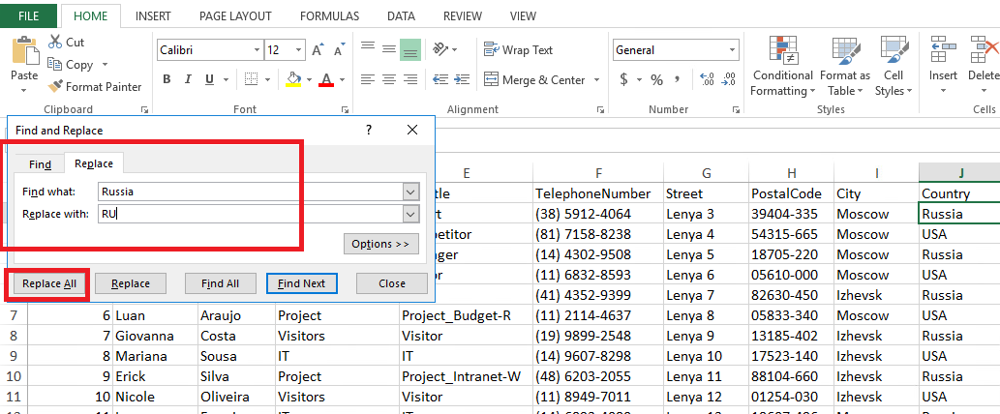 FILE HOME INSERT PAGE LAYOUT FORMULAS DATA REVIEW VIEW
Paste
Cut
Copy
Format Painter
Clipboard
Calibri 12
B I U
Font
Wrap Text
Merge & Center
Alignment
General
$ % ,
Number
Conditional Formatting
Format as Table
Cell Styles
Styles
Insert
Delete
Cells
Find and Replace ?
Find Replace
Find what: Russia
Replace with: RU
Options >>
Replace All Replace Find All Find Next Close
E F G H I J
TelephoneNumber Street PostalCode City Country
(38) 5912-4064 Lenya 3 39404-335 Moscow Russia
(81) 7158-8238 Lenya 4 54315-665 Moscow USA
(14) 4302-9508 Lenya 5 18705-220 Moscow Russia
(11) 6832-8593 Lenya 6 05610-000 Moscow USA
(41) 4352-9399 Lenya 7 82630-450 Izhevsk Russia
7 6 Luan Araujo Project Project_Budget-R (11) 2114-4637 Lenya 8 05833-340 Moscow USA
8 7 Giovanna Costa Visitors Visitor (19) 9899-2548 Lenya 9 13185-402 Izhevsk Russia
9 8 Mariana Sousa IT IT (14) 9607-8298 Lenya 10 17523-140 Izhevsk USA
10 9 Erick Silva Project Project_Intranet-W (48) 6203-2055 Lenya 11 88104-660 Izhevsk Russia
11 10 Nicole Oliveira Visitors Visitor (11) 8949-7011 Lenya 12 01254-030 Izhevsk USA